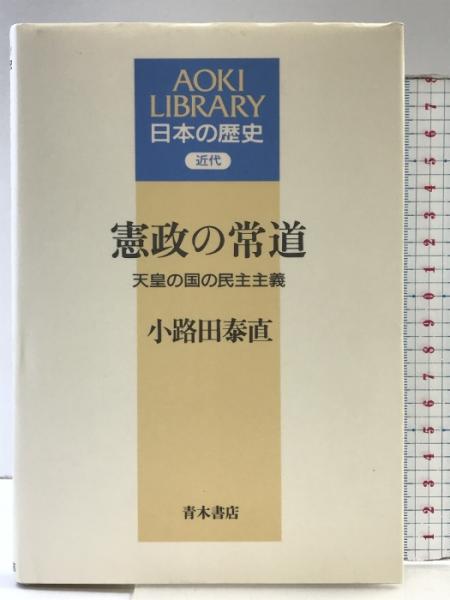 AOKI
LIBRARY
日本の歴史
近代
憲政の常道
天皇の国の民主主義
小路田泰直
青木書店